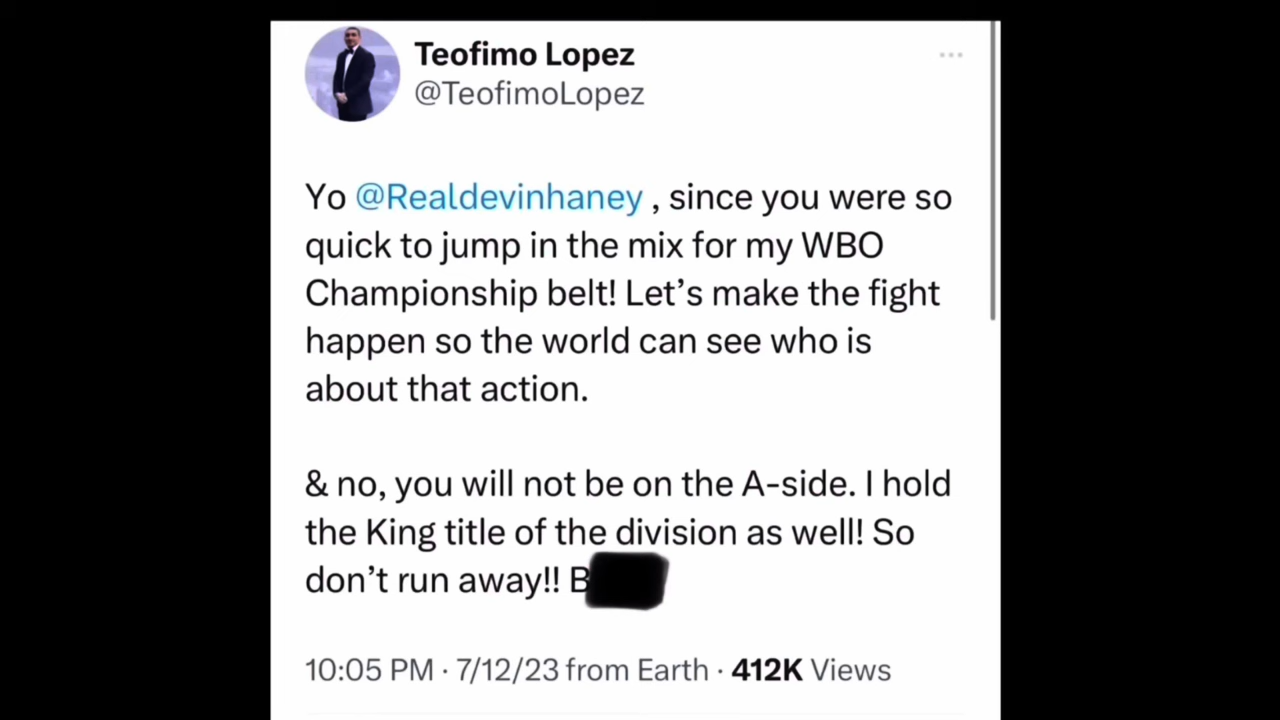 Teofimo Lopez
@TeofimoLopez
Yo @Realdevinhaney , since you were so
quick to jump in the mix for my WBO
Championship belt! Let’s make the fight
happen so the world can see who is
about that action.
& no, you will not be on the A-side. I hold
the King title of the division as well! So
don’t run away!! B
10:05 PM · 7/12/23 from Earth · 412K Views